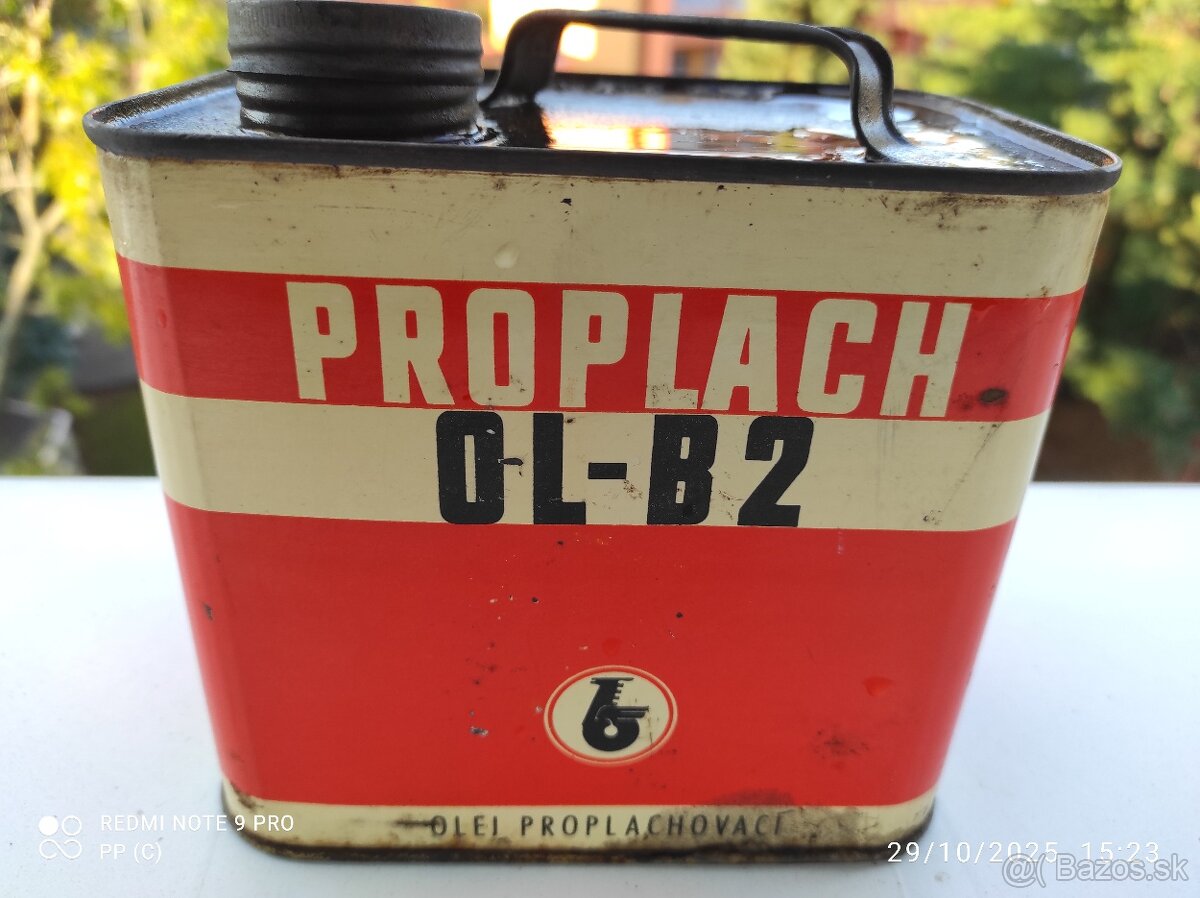 PROPLACH
OL-B2
OLEJ PROPLACHOVACÍ
REDMI NOTE 9 PRO
PP (C)
29/10/2025 15:23
@( Bazos.sk